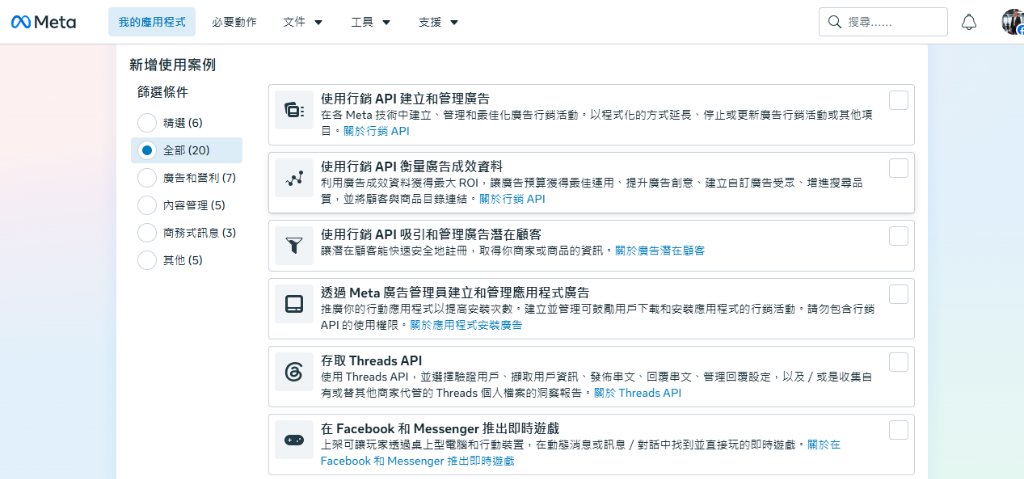 Meta
我的應用程式
必要動作
文件
工具
支援
搜尋......
新增使用案例
篩選條件
精選 (6)
全部 (20)
廣告和營利 (7)
內容管理 (5)
商務式訊息 (3)
其他 (5)
使用行銷 API 建立和管理廣告
在各 Meta 技術中建立、管理和最佳化廣告行銷活動。以程式化的方式延長、停止或更新廣告行銷活動或其他項
目。關於行銷 API
使用行銷 API 衡量廣告成效資料
利用廣告成效資料獲得最大 ROI，讓廣告預算獲得最佳運用、提升廣告創意、建立自訂廣告受眾、增進搜尋品
質，並將顧客與商品目錄連結。關於行銷 API
使用行銷 API 吸引和管理廣告潛在顧客
讓潛在顧客能快速安全地註冊，取得你商家或商品的資訊。關於廣告潛在顧客
透過 Meta 廣告管理員建立和管理應用程式廣告
推廣你的行動應用程式以提高安裝次數。建立並管理可鼓勵用戶下載和安裝應用程式的行銷活動。請勿包含行銷
API 的使用權限。關於應用程式安裝廣告
存取 Threads API
使用 Threads API，並選擇驗證用戶、擷取用戶資訊、發佈串文、回覆串文、管理回覆設定，以及 / 或是收集自
有或替其他商家代管的 Threads 個人檔案的洞察報告。關於 Threads API
在 Facebook 和 Messenger 推出即時遊戲
上架可讓玩家透過桌上型電腦和行動裝置，在動態消息或訊息 / 對話中找到並直接玩的即時遊戲。關於在
Facebook 和 Messenger 推出即時遊戲